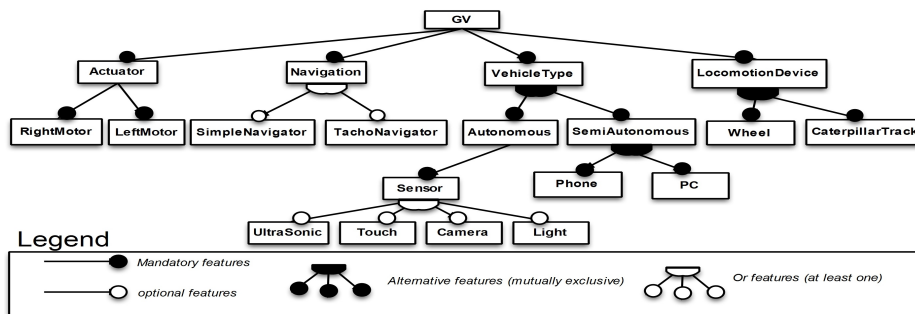 GV
Actuator Navigation VehicleType LocomotionDevice
RightMotor LeftMotor SimpleNavigator TachoNavigator Autonomous SemiAutonomous Wheel CaterpillarTrack
Sensor Phone PC
UltraSonic Touch Camera Light
Legend
Mandatory features
optional features
Alternative features (mutually exclusive)
Or features (at least one)